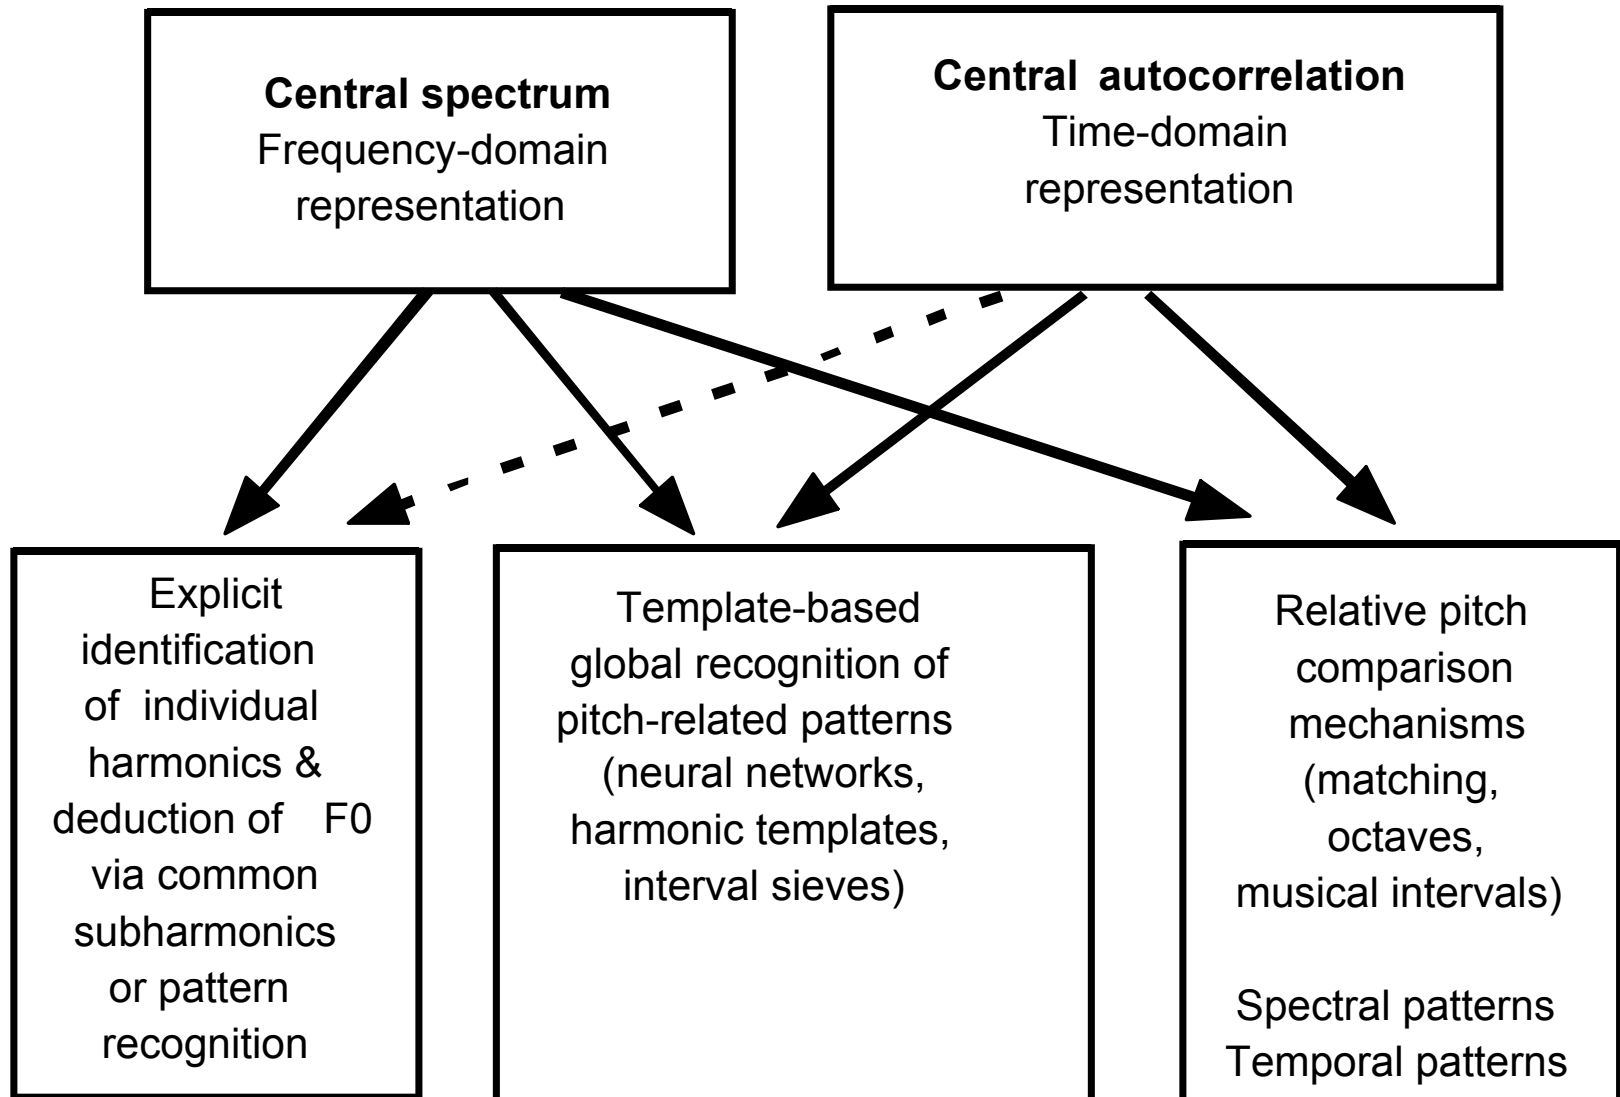 Central spectrum
Frequency-domain
representation
Central autocorrelation
Time-domain
representation
Explicit
identification
of individual
harmonics &
deduction of F0
via common
subharmonics
or pattern
recognition
Template-based
global recognition of
pitch-related patterns
(neural networks,
harmonic templates,
interval sieves)
Relative pitch
comparison
mechanisms
(matching,
octaves,
musical intervals)
Spectral patterns
Temporal patterns